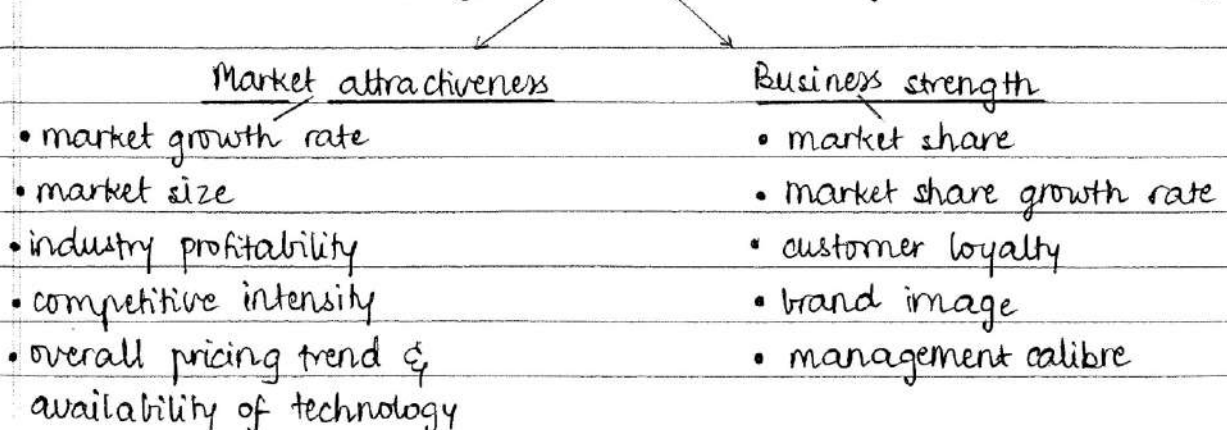 Market attractiveness
• market growth rate
• market size
• industry profitability
• competitive intensity
• overall pricing trend &
availability of technology
Business strength
• market share
• market share growth rate
• customer loyalty
• brand image
• management calibre